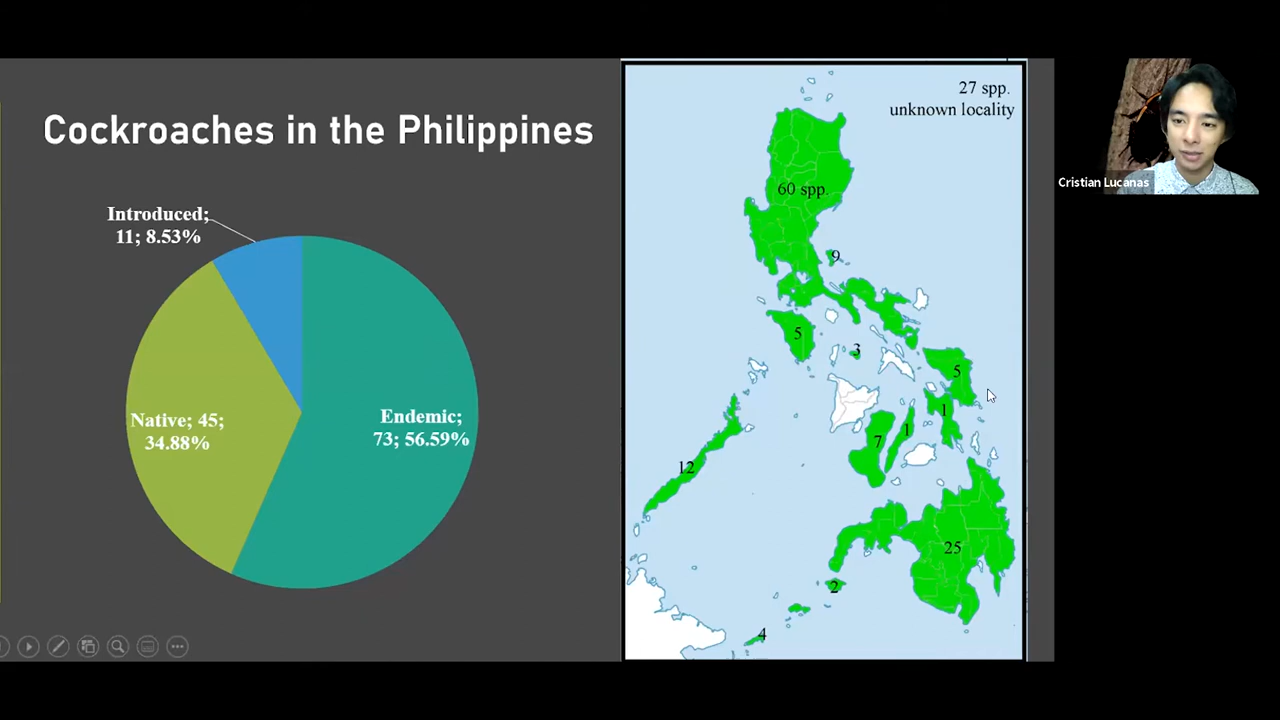 Cockroaches in the Philippines
Introduced;
11; 8.53%
Native; 45;
34.88%
Endemic;
73; 56.59%
27 spp.
unknown locality
60 spp.
9
5
3
5
1
7
1
12
25
2
4
Cristian Lucanas